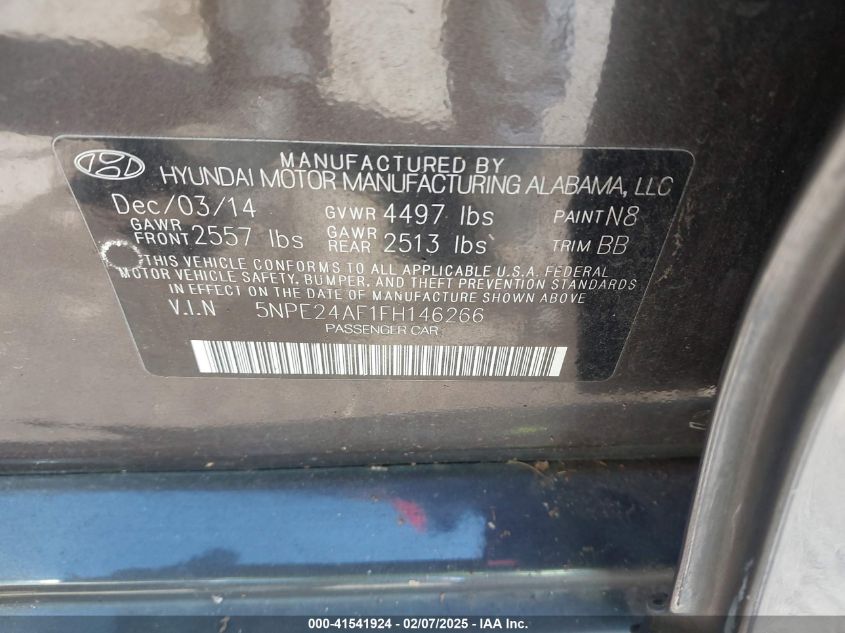 MANUFACTURED BY
HYUNDAI MOTOR MANUFACTURING ALABAMA, LLC
Dec/03/14 GVWR 4497 lbs PAINT N8
GAWR FRONT 2557 lbs GAWR REAR 2513 lbs TRIM BB
THIS VEHICLE CONFORMS TO ALL APPLICABLE U.S.A. FEDERAL
MOTOR VEHICLE SAFETY, BUMPER, AND THEFT PREVENTION STANDARDS
IN EFFECT ON THE DATE OF MANUFACTURE SHOWN ABOVE.
V.I.N 5NPE24AF1FH146266
PASSENGER CAR
000-41541924 - 02/07/2025 - IAA Inc.